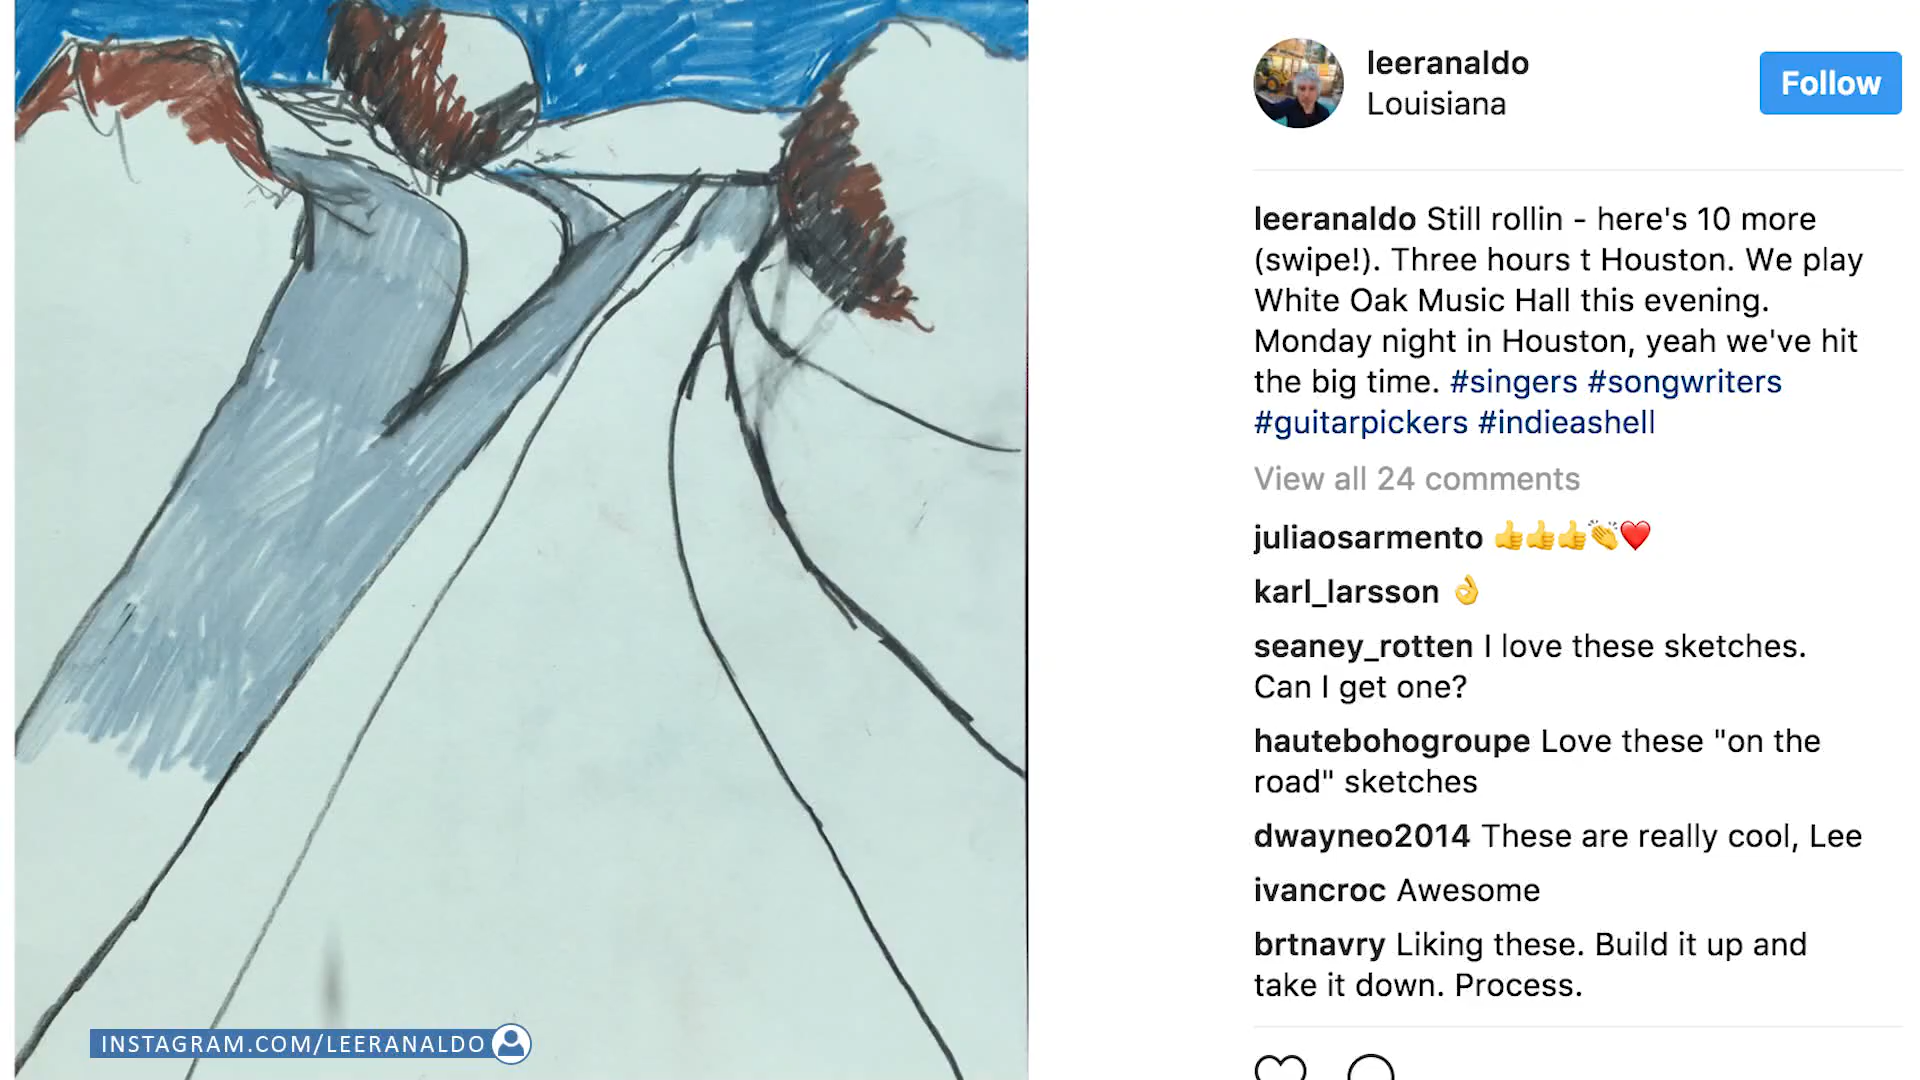 leeranaldo
Louisiana
Follow
leeranaldo Still rollin - here's 10 more
(swipe!). Three hours t Houston. We play
White Oak Music Hall this evening.
Monday night in Houston, yeah we've hit
the big time. #singers #songwriters
#guitarpickers #indieashell
View all 24 comments
juliaosarmento 👍👍👍👏❤️
karl_larsson 👌
seaney_rotten I love these sketches.
Can I get one?
hautebohogroupe Love these "on the
road" sketches
dwayneo2014 These are really cool, Lee
ivancroc Awesome
brtnavry Liking these. Build it up and
take it down. Process.
INSTAGRAM.COM/LEERANALDO